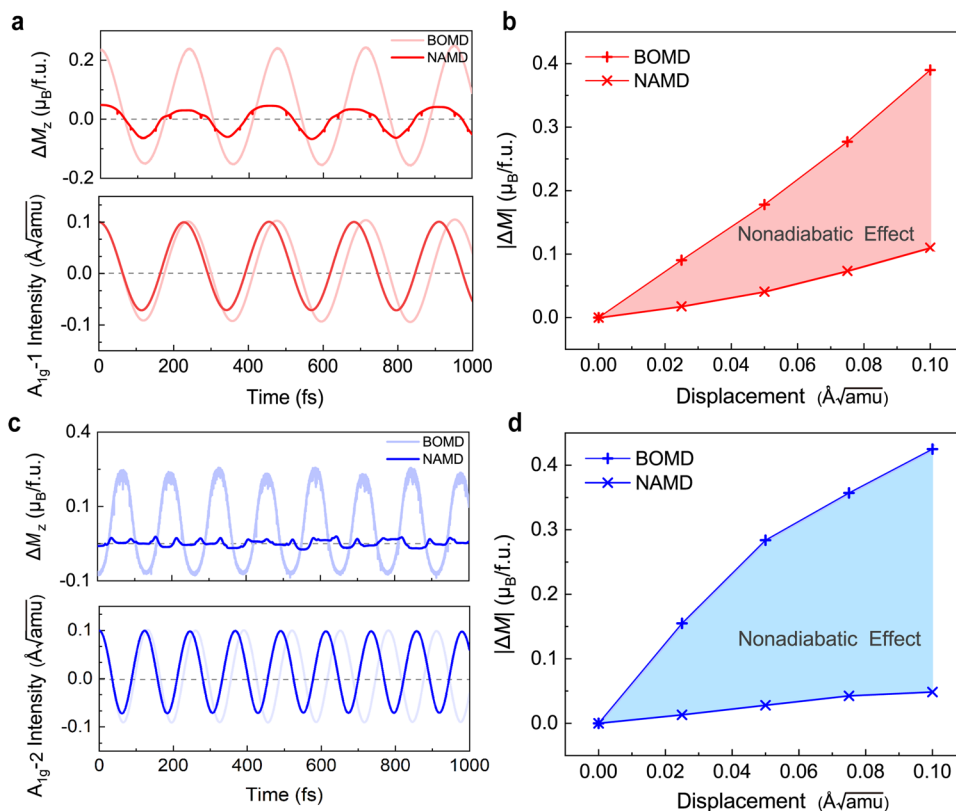 a
BOMD
NAMD
0.2
0.0
-0.2
ΔMz (μB/f.u.)
0.1
0.0
-0.1
A1g-1 Intensity (Å√amu)
0 200 400 600 800 1000
Time (fs)
b
BOMD
NAMD
0.4
0.3
0.2
0.1
0.0
|ΔM| (μB/f.u.)
Nonadiabatic Effect
0.00 0.02 0.04 0.06 0.08 0.10
Displacement (Å√amu)
c
BOMD
NAMD
0.4
0.1
-0.1
ΔMz (μB/f.u.)
0.1
0.0
-0.1
A1g-2 Intensity (Å√amu)
0 200 400 600 800 1000
Time (fs)
d
BOMD
NAMD
0.4
0.3
0.2
0.1
0.0
|ΔM| (μB/f.u.)
Nonadiabatic Effect
0.00 0.02 0.04 0.06 0.08 0.10
Displacement (Å√amu)